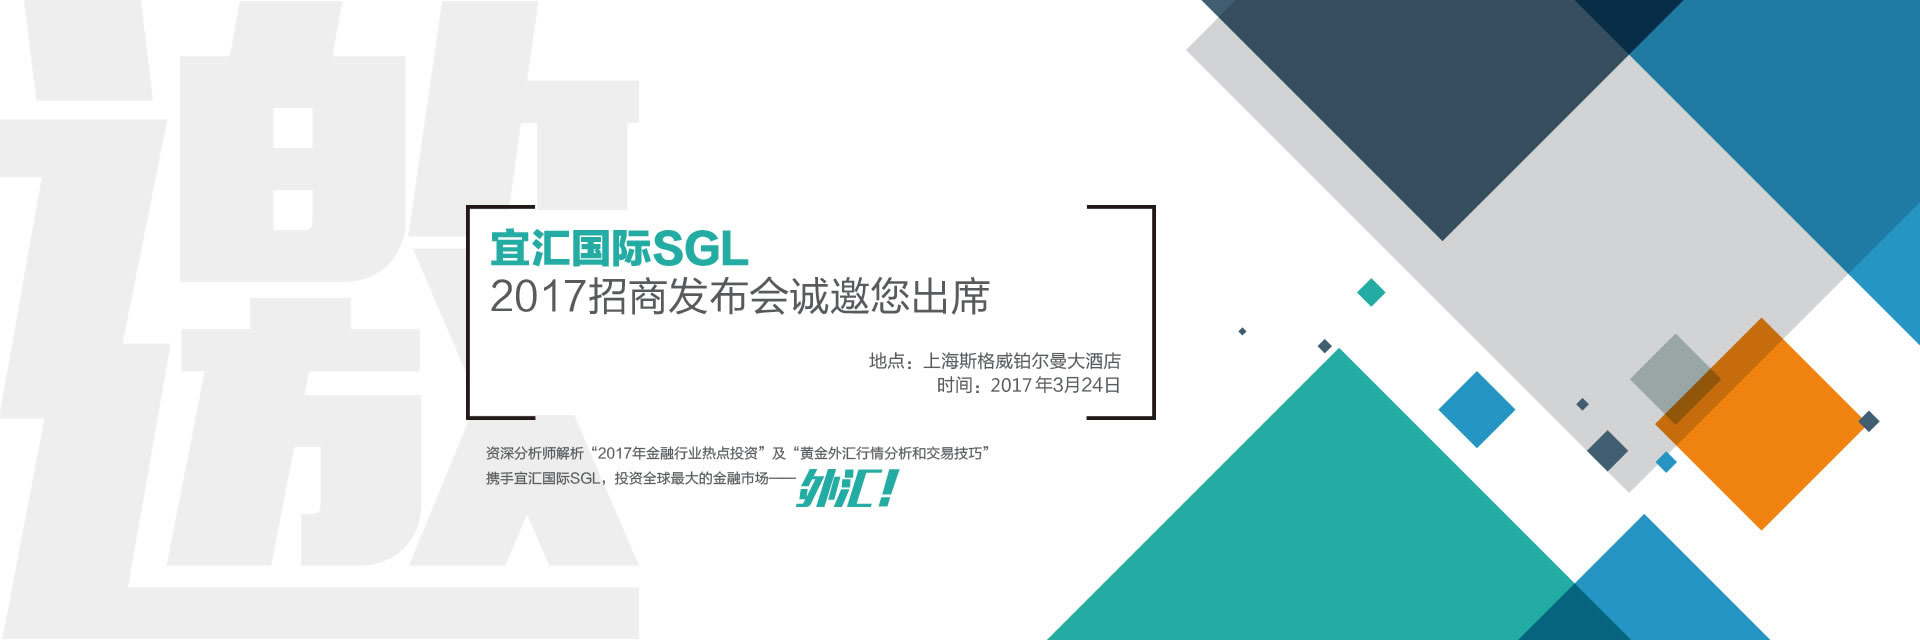 邀
宜汇国际SGL
2017招商发布会诚邀您出席
地点：上海斯格威铂尔曼大酒店
时间：2017年3月24日
资深分析师解析“2017年金融行业热点投资”及“黄金外汇行情分析和交易技巧”
携手宜汇国际SGL，投资全球最大的金融市场——外汇！